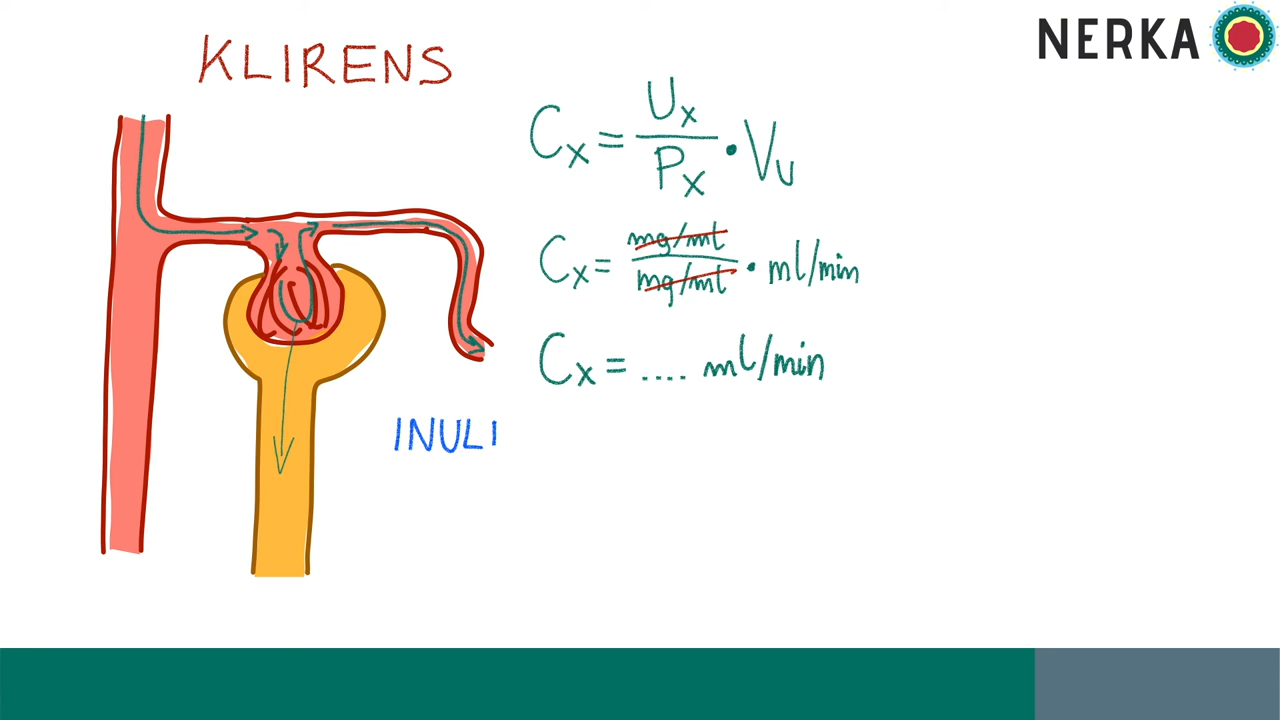 NERKA
KLIRENS
Cx = Ux / Px · Vu
Cx = mg/ml / mg/ml · ml/min
Cx = .... ml/min
INULI